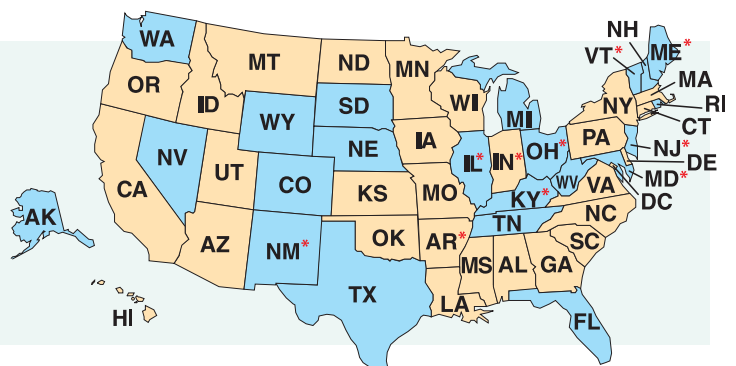 NH
WA
VT*
ME*
MT
ND
MN
OR
MA
ID
SD
WI
NY
RI
WY
MI
CT
IA
PA
NE
OH*
NJ*
NV
IL*
IN*
DE
UT
CO
MD*
CA
KS
MO
KY*
WV
VA
DC
AK
TN
NC
AZ
NM*
OK
AR*
SC
MS
AL
GA
TX
LA
HI
FL